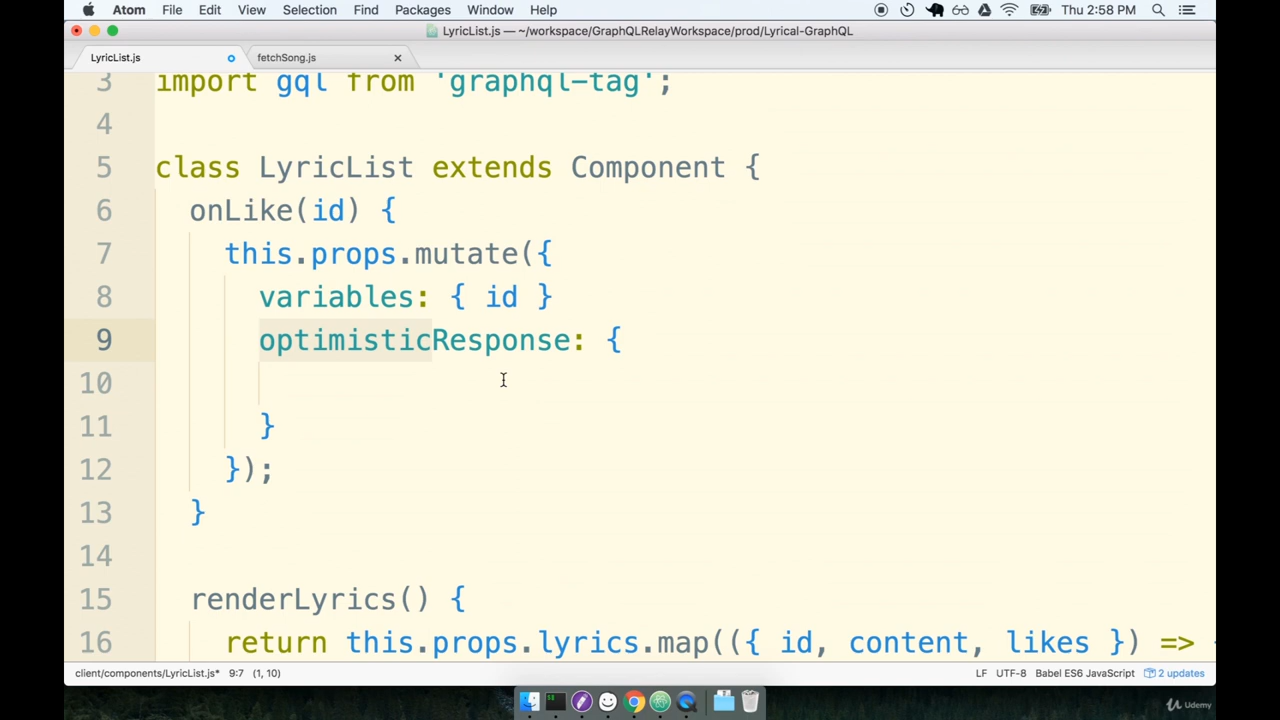 Atom File Edit View Selection Find Packages Window Help Thu 2:58 PM
LyricList.js — ~/workspace/GraphQLRelayWorkspace/prod/Lyrical-GraphQL
LyricList.js fetchSong.js
3 import gql from 'graphql-tag';
4
5 class LyricList extends Component {
6 onLike(id) {
7 this.props.mutate({
8 variables: { id }
9 optimisticResponse: {
10
11 }
12 });
13 }
14
15 renderLyrics() {
16 return this.props.lyrics.map(({ id, content, likes }) => {
client/components/LyricList.js* 9:7 (1, 10) LF UTF-8 Babel ES6 JavaScript 2 updates
Udemy